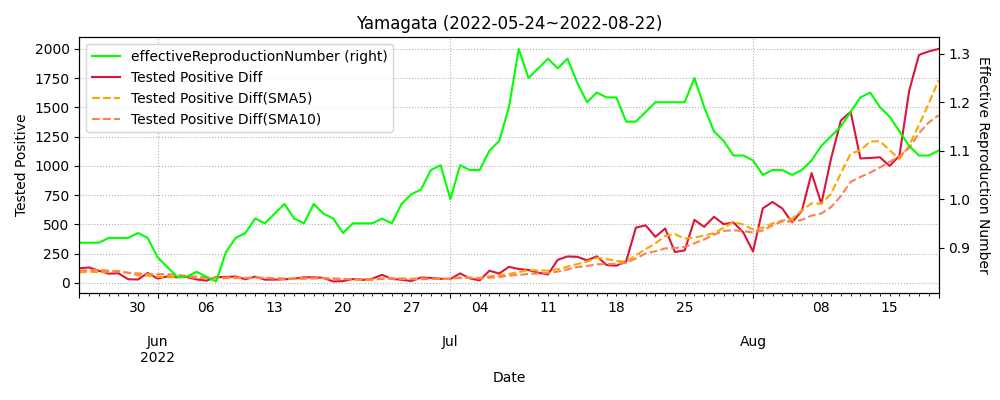 Yamagata (2022-05-24~2022-08-22)
effectiveReproductionNumber (right)
Tested Positive Diff
Tested Positive Diff(SMA5)
Tested Positive Diff(SMA10)
Tested Positive
2000
1750
1500
1250
1000
750
500
250
0
1.3
1.2
1.1
1.0
0.9
Effective Reproduction Number
30 06 13 20 27 04 11 18 25 08 15
Jun Jul Aug
2022
Date